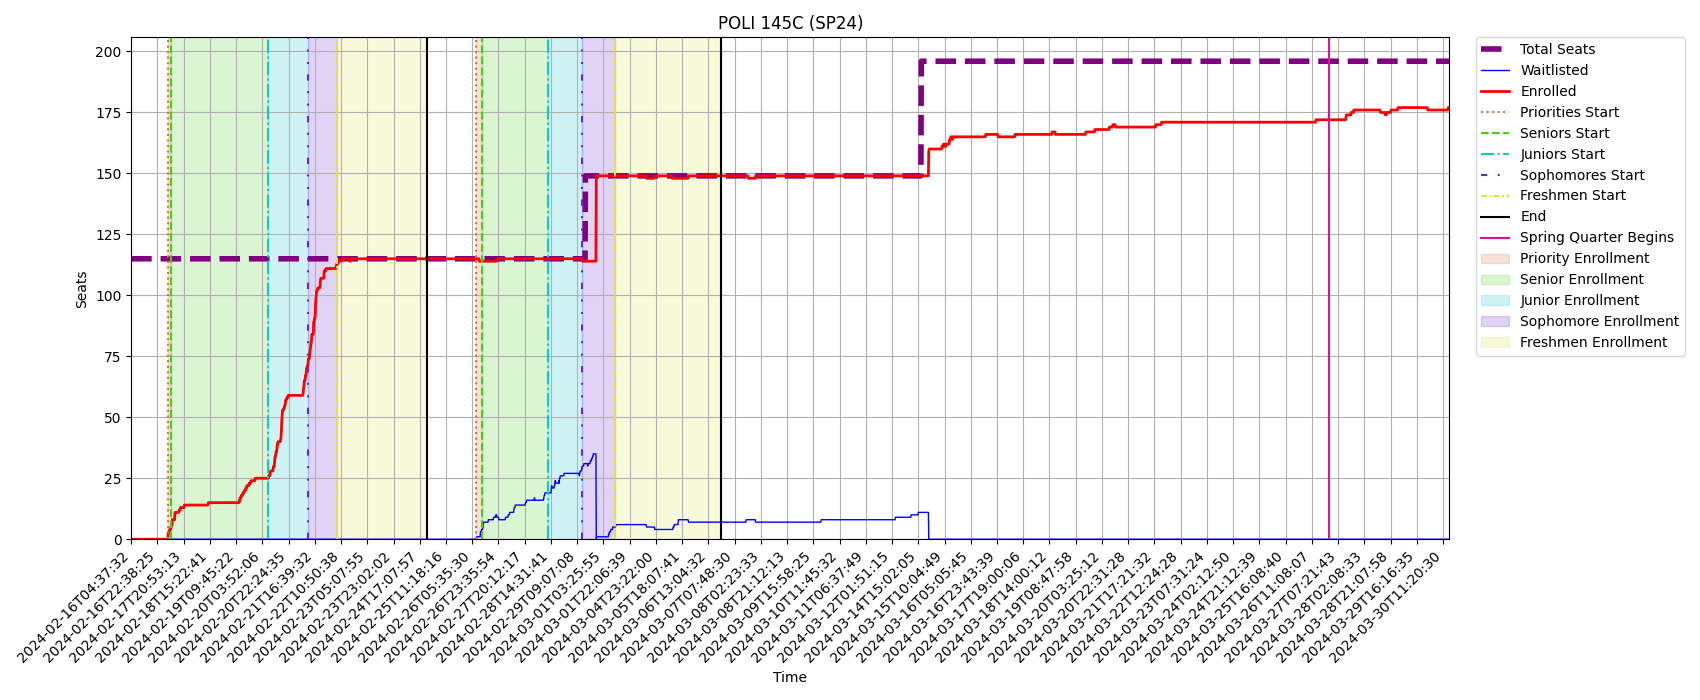 POLI 145C (SP24)
Seats
200
175
150
125
100
75
50
25
0
2024-02-16T04:37:32
2024-02-16T22:38:25
2024-02-17T20:53:13
2024-02-18T15:22:41
2024-02-19T09:45:22
2024-02-20T03:52:06
2024-02-20T22:24:35
2024-02-21T16:39:32
2024-02-22T10:50:38
2024-02-23T05:07:55
2024-02-23T23:02:02
2024-02-24T17:07:57
2024-02-25T11:18:16
2024-02-26T05:35:30
2024-02-26T23:35:54
2024-02-27T20:12:17
2024-02-28T14:31:41
2024-02-29T09:07:08
2024-03-01T03:25:55
2024-03-01T22:06:39
2024-03-04T23:22:00
2024-03-05T18:07:41
2024-03-06T13:04:32
2024-03-07T07:48:30
2024-03-08T02:23:33
2024-03-08T21:12:13
2024-03-09T15:58:25
2024-03-10T11:45:32
2024-03-11T06:37:49
2024-03-12T01:51:15
2024-03-14T15:02:05
2024-03-15T10:04:49
2024-03-16T05:05:45
2024-03-16T23:43:39
2024-03-17T19:00:06
2024-03-18T14:00:12
2024-03-19T08:47:58
2024-03-20T03:25:12
2024-03-20T22:31:28
2024-03-21T17:21:32
2024-03-22T12:24:28
2024-03-23T07:31:24
2024-03-24T02:12:50
2024-03-24T21:12:39
2024-03-25T16:08:40
2024-03-26T11:08:07
2024-03-27T07:21:43
2024-03-28T02:08:33
2024-03-28T21:07:58
2024-03-29T16:16:35
2024-03-30T11:20:30
Time
Total Seats
Waitlisted
Enrolled
Priorities Start
Seniors Start
Juniors Start
Sophomores Start
Freshmen Start
End
Spring Quarter Begins
Priority Enrollment
Senior Enrollment
Junior Enrollment
Sophomore Enrollment
Freshmen Enrollment